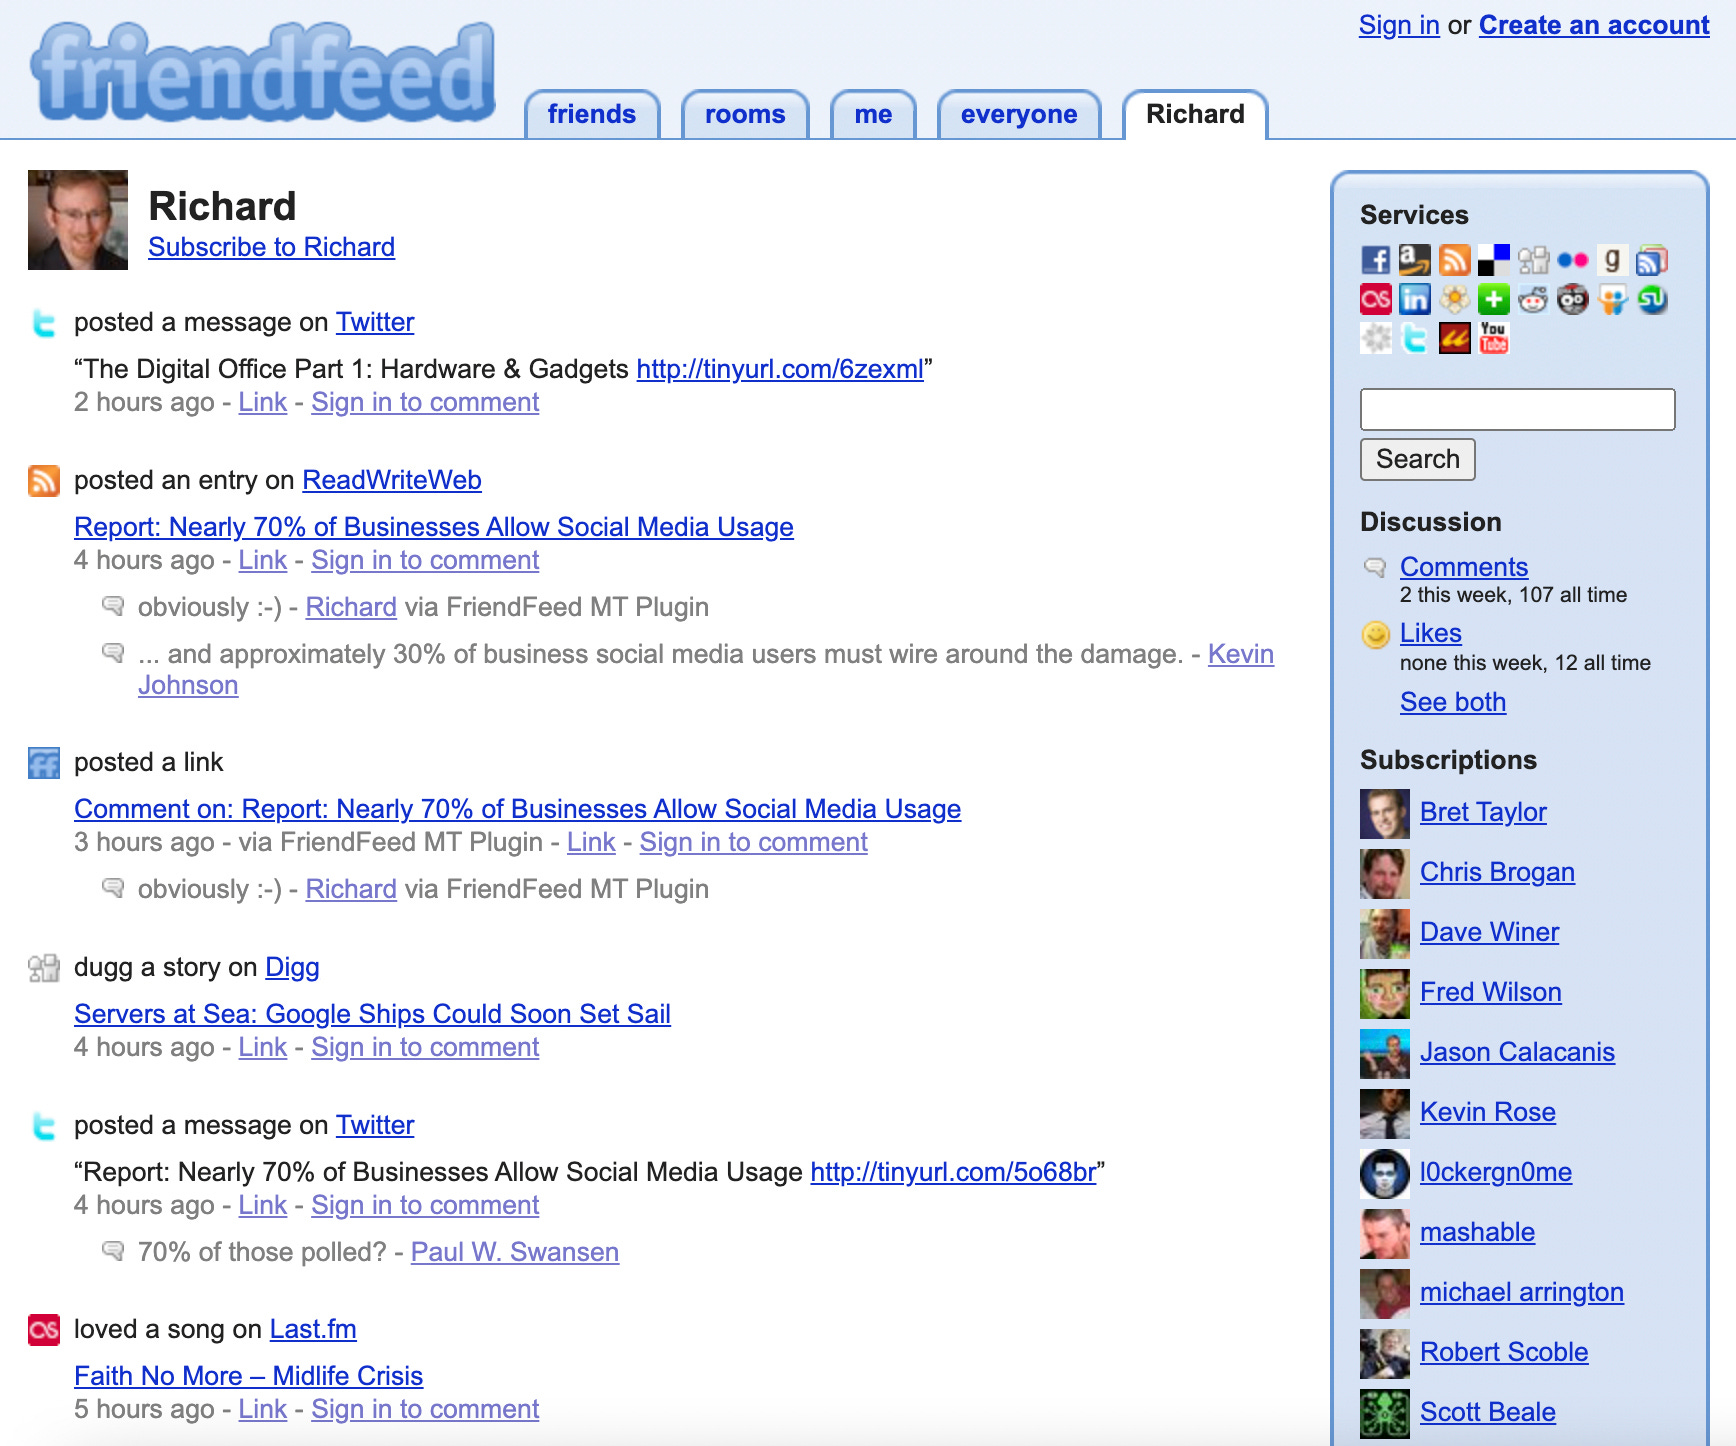 friendfeed
Sign in or Create an account
friends
rooms
me
everyone
Richard
Richard
Subscribe to Richard
posted a message on Twitter
“The Digital Office Part 1: Hardware & Gadgets http://tinyurl.com/6zexml”
2 hours ago - Link - Sign in to comment
posted an entry on ReadWriteWeb
Report: Nearly 70% of Businesses Allow Social Media Usage
4 hours ago - Link - Sign in to comment
obviously :-) - Richard via FriendFeed MT Plugin
... and approximately 30% of business social media users must wire around the damage. - Kevin
Johnson
ff posted a link
Comment on: Report: Nearly 70% of Businesses Allow Social Media Usage
3 hours ago - via FriendFeed MT Plugin - Link - Sign in to comment
obviously :-) - Richard via FriendFeed MT Plugin
dugg a story on Digg
Servers at Sea: Google Ships Could Soon Set Sail
4 hours ago - Link - Sign in to comment
posted a message on Twitter
“Report: Nearly 70% of Businesses Allow Social Media Usage http://tinyurl.com/5o68br”
4 hours ago - Link - Sign in to comment
70% of those polled? - Paul W. Swansen
loved a song on Last.fm
Faith No More – Midlife Crisis
5 hours ago - Link - Sign in to comment
Services
You
Tube
Search
Discussion
Comments
2 this week, 107 all time
Likes
none this week, 12 all time
See both
Subscriptions
Bret Taylor
Chris Brogan
Dave Winer
Fred Wilson
Jason Calacanis
Kevin Rose
l0ckergn0me
mashable
michael arrington
Robert Scoble
Scott Beale